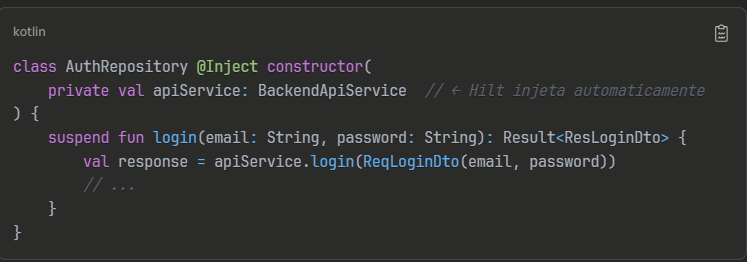 kotlin
class AuthRepository @Inject constructor(
    private val apiService: BackendApiService  // ← Hilt injeta automaticamente
) {
    suspend fun login(email: String, password: String): Result<ResLoginDto> {
        val response = apiService.login(ReqLoginDto(email, password))
        // ...
    }
}